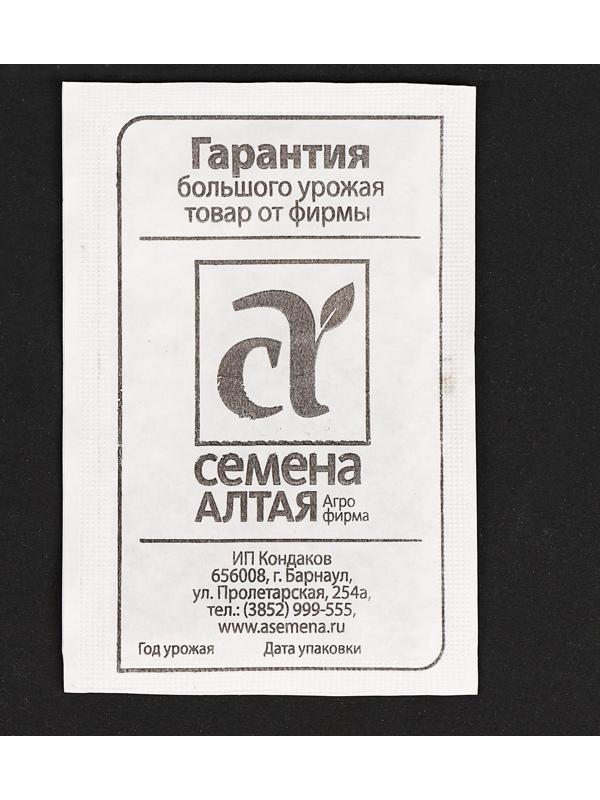 Гарантия
большого урожая
товар от фирмы
семена
АЛТАЯ Агро
фирма
ИП Кондаков
656008, г. Барнаул,
ул. Пролетарская, 254а,
тел.: (3852) 999-555,
www.asemena.ru
Год урожая Дата упаковки